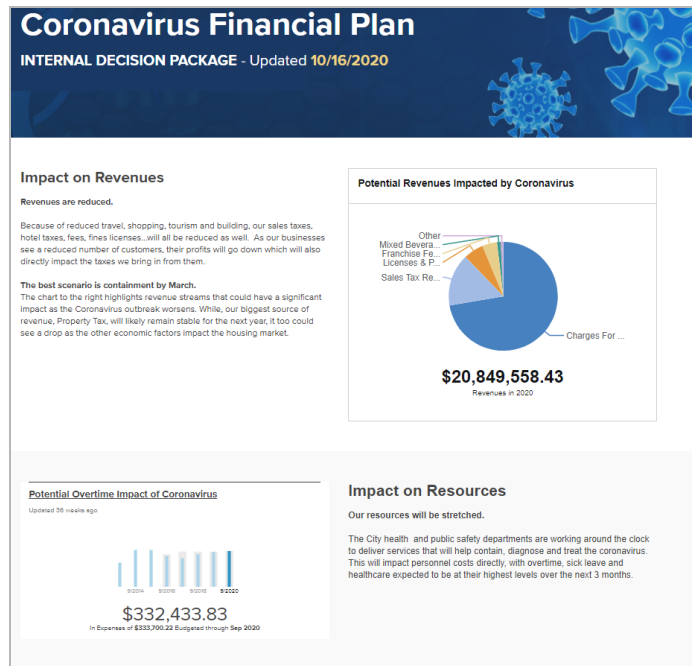 Coronavirus Financial Plan
INTERNAL DECISION PACKAGE - Updated 10/16/2020
Impact on Revenues
Revenues are reduced.
Because of reduced travel, shopping, tourism and building, our sales taxes,
hotel taxes, fees, fines licenses...will all be reduced as well. As our businesses
see a reduced number of customers, their profits will go down which will also
directly impact the taxes we bring in from them.
The best scenario is containment by March.
The chart to the right highlights revenue streams that could have a significant
impact as the Coronavirus outbreak worsens. While, our biggest source of
revenue, Property Tax, will likely remain stable for the next year, it too could
see a drop as the other economic factors impact the housing market.
Potential Revenues Impacted by Coronavirus
Other
Mixed Bevera...
Franchise Fe...
Licenses & P...
Sales Tax Re...
Charges For ...
$20,849,558.43
Revenues in 2020
Potential Overtime Impact of Coronavirus
Updated 36 weeks ago
9/2014 9/2016 9/2018 9/2020
$332,433.83
In Expenses of $333,700.22 Budgeted through Sep 2020
Impact on Resources
Our resources will be stretched.
The City health and public safety departments are working around the clock
to deliver services that will help contain, diagnose and treat the coronavirus.
This will impact personnel costs directly, with overtime, sick leave and
healthcare expected to be at their highest levels over the next 3 months.